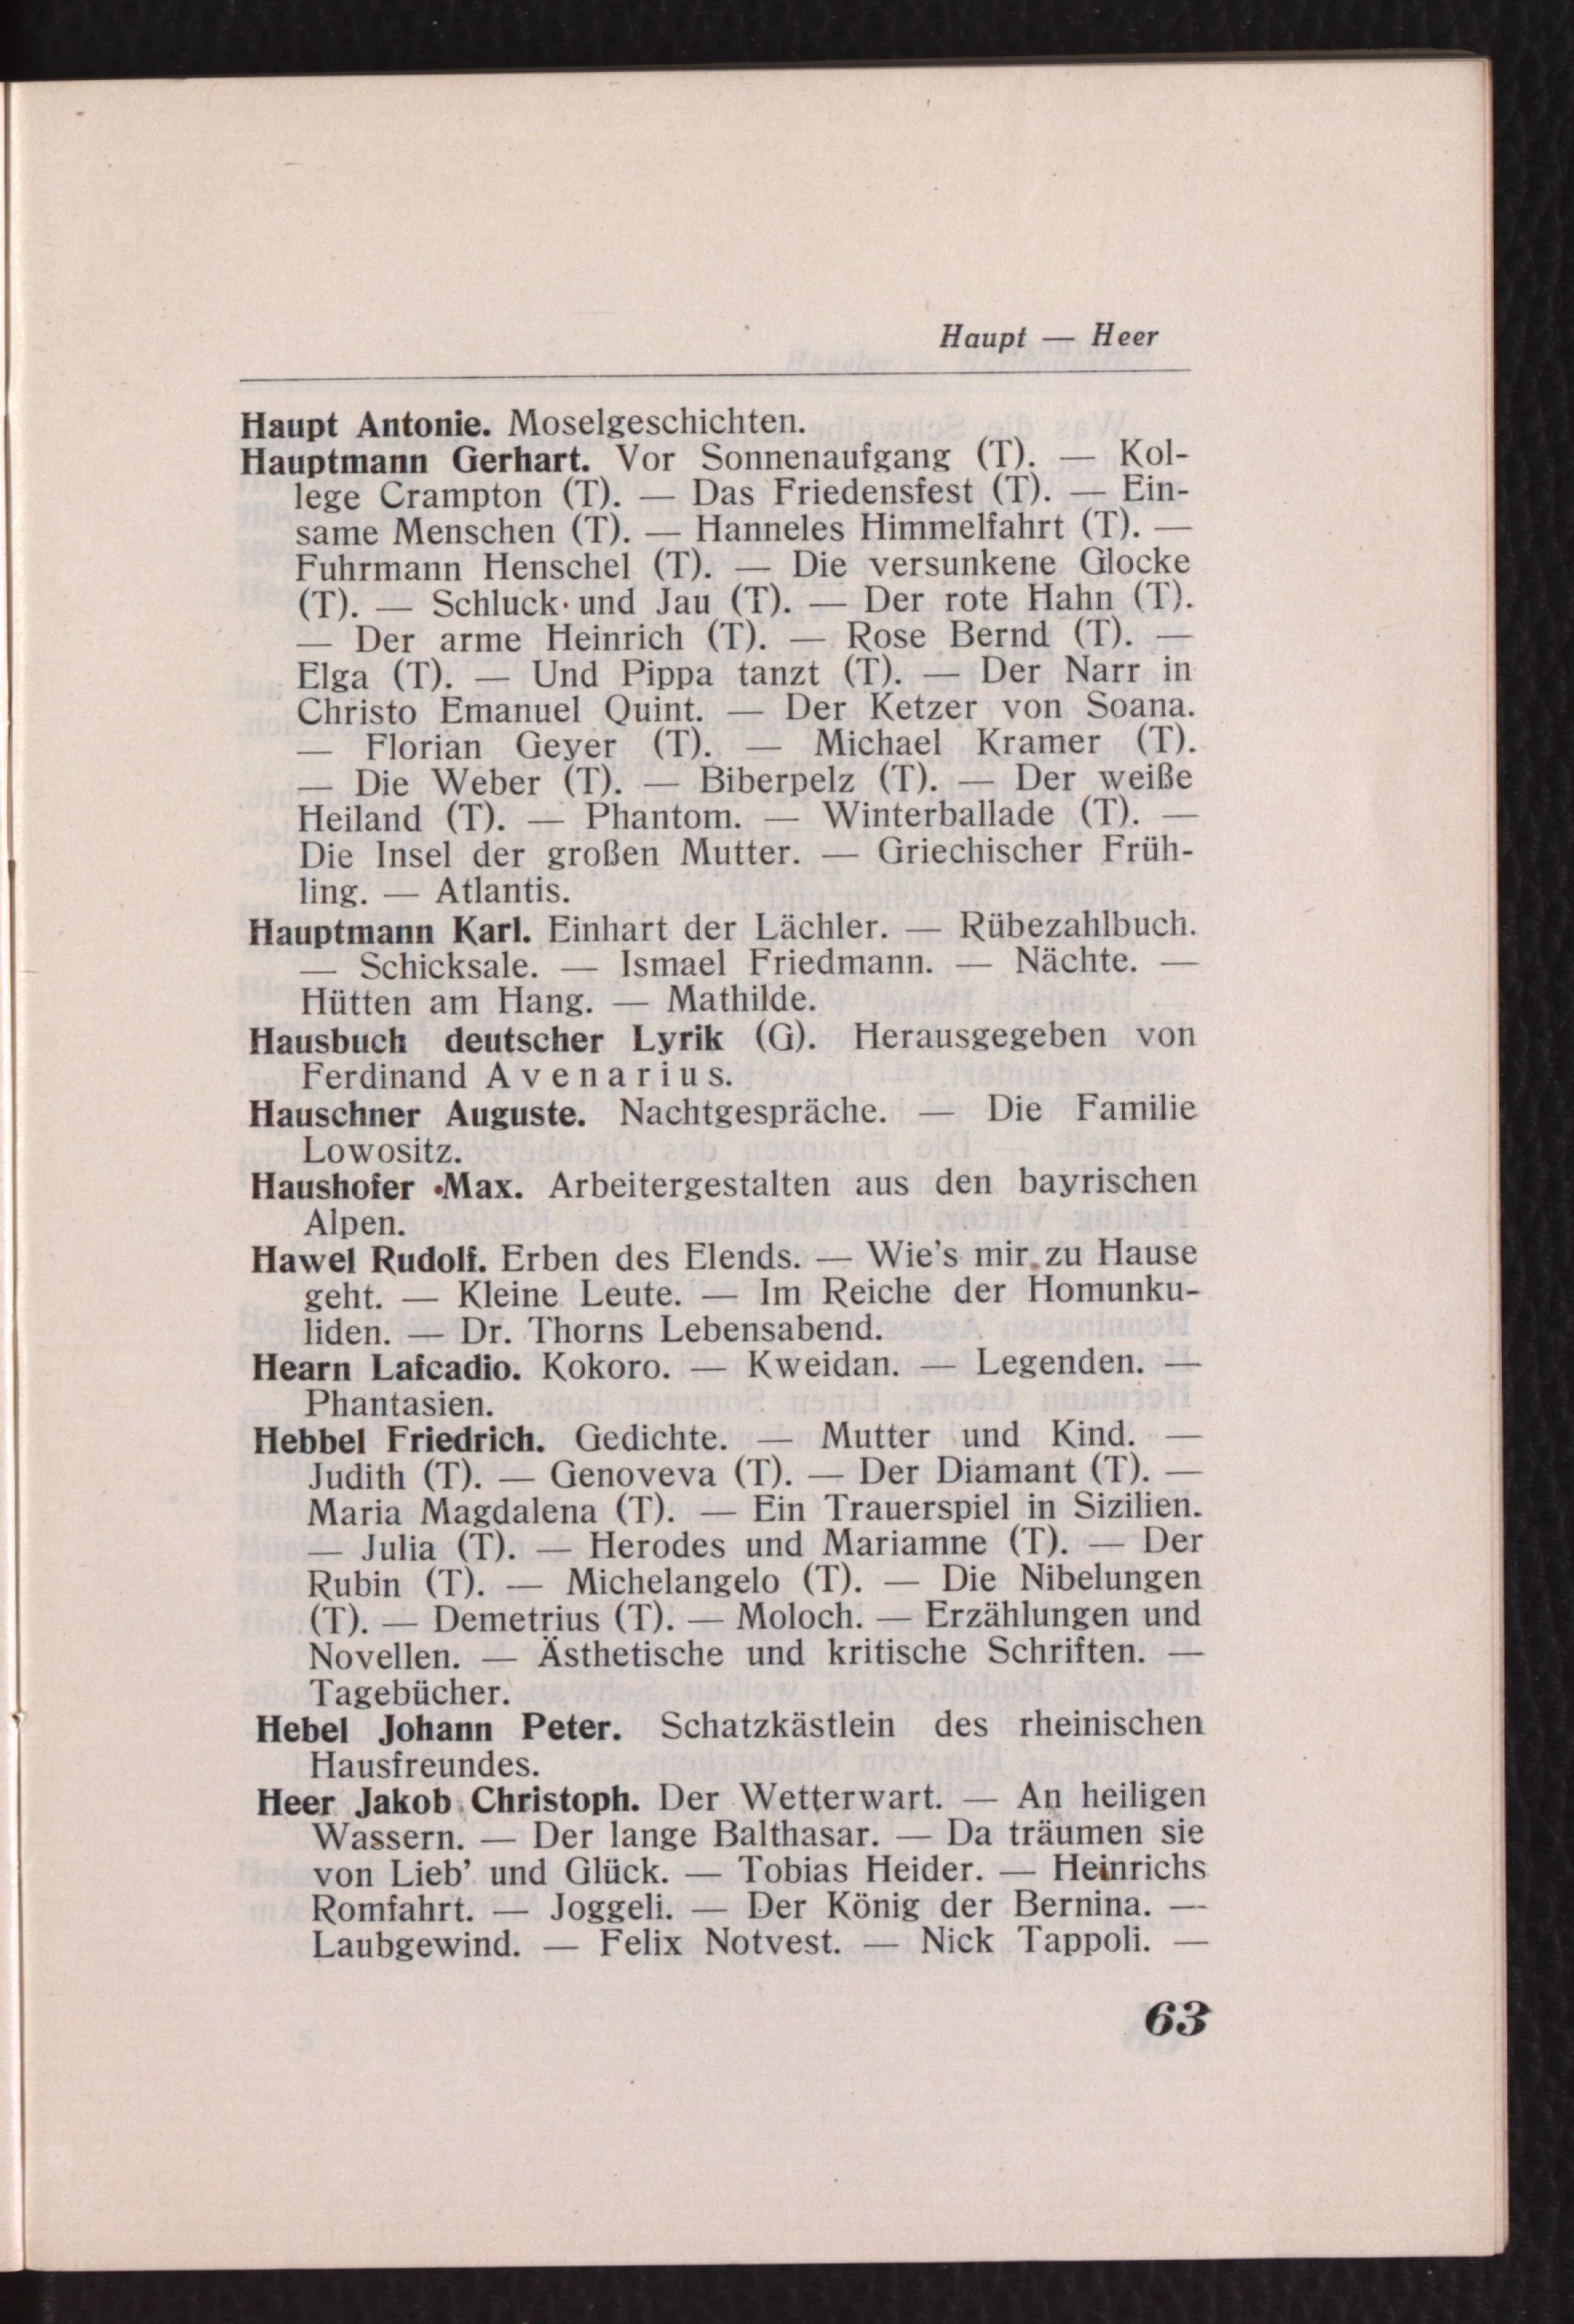 Haupt — Heer
Haupt Antonie. Moselgeschichten.
Hauptmann Gerhart. Vor Sonnenaufgang (T). — Kol-
lege Crampton (T). — Das Friedensfest (T). — Ein-
same Menschen (T). — Hanneles Himmelfahrt (T). —
Fuhrmann Henschel (T). — Die versunkene Glocke
(T). — Schluck und Jau (T). — Der rote Hahn (T).
— Der arme Heinrich (T). — Rose Bernd (T). —
Elga (T). — Und Pippa tanzt (T). — Der Narr in
Christo Emanuel Quint. — Der Ketzer von Soana.
— Florian Geyer (T). — Michael Kramer (T).
— Die Weber (T). — Biberpelz (T). — Der weiße
Heiland (T). — Phantom. — Winterballade (T). —
Die Insel der großen Mutter. — Griechischer Früh-
ling. — Atlantis.
Hauptmann Karl. Einhart der Lächler. — Rübezahlbuch.
— Schicksale. — Ismael Friedmann. — Nächte. —
Hütten am Hang. — Mathilde.
Hausbuch deutscher Lyrik (G). Herausgegeben von
Ferdinand Avenarius.
Hauschner Auguste. Nachtgespräche. — Die Familie
Lowositz.
Haushofer Max. Arbeitergestalten aus den bayrischen
Alpen.
Hawel Rudolf. Erben des Elends. — Wie's mir zu Hause
geht. — Kleine Leute. — Im Reiche der Homunku-
liden. — Dr. Thorns Lebensabend.
Hearn Lafcadio. Kokoro. — Kweidan. — Legenden. —
Phantasien.
Hebbel Friedrich. Gedichte. — Mutter und Kind. —
Judith (T). — Genoveva (T). — Der Diamant (T). —
Maria Magdalena (T). — Ein Trauerspiel in Sizilien.
— Julia (T). — Herodes und Mariamne (T). — Der
Rubin (T). — Michelangelo (T). — Die Nibelungen
(T). — Demetrius (T). — Moloch. — Erzählungen und
Novellen. — Ästhetische und kritische Schriften. —
Tagebücher.
Hebel Johann Peter. Schatzkästlein des rheinischen
Hausfreundes.
Heer Jakob Christoph. Der Wetterwart. — An heiligen
Wassern. — Der lange Balthasar. — Da träumen sie
von Lieb' und Glück. — Tobias Heider. — Heinrichs
Romfahrt. — Joggeli. — Der König der Bernina. —
Laubgewind. — Felix Notvest. — Nick Tappoli. —
63